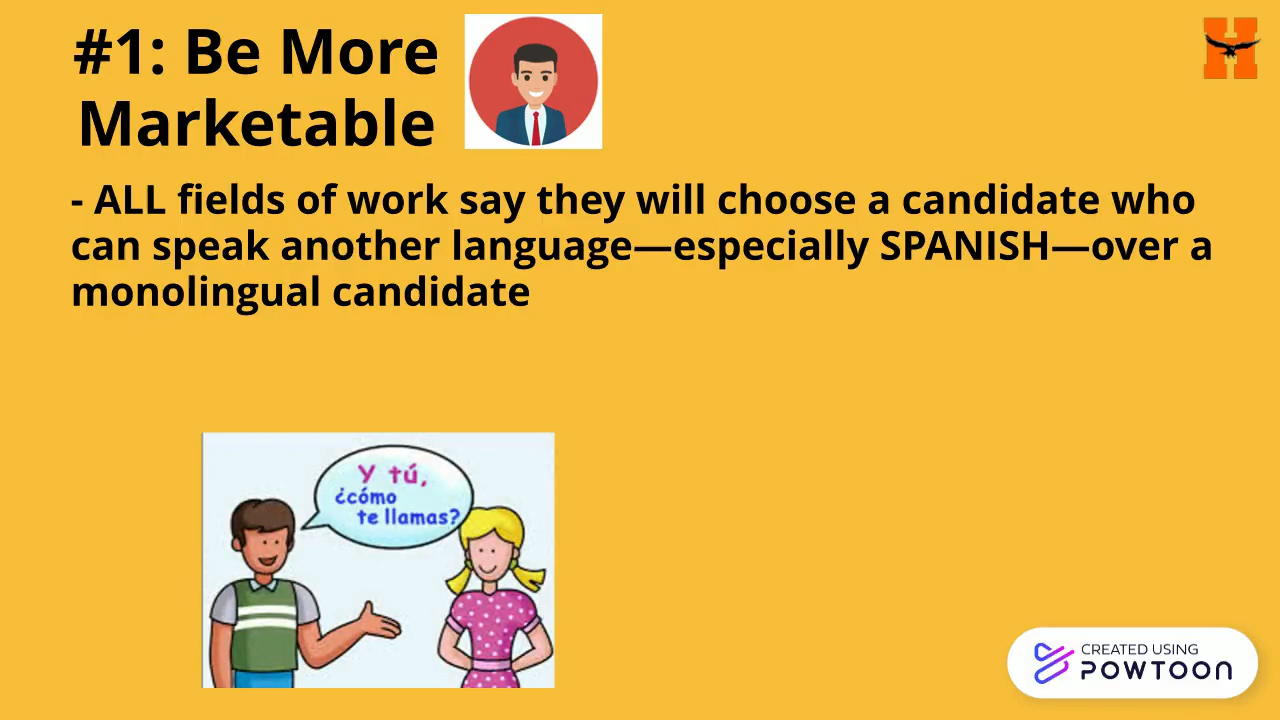 #1: Be More
Marketable
H
- ALL fields of work say they will choose a candidate who
can speak another language—especially SPANISH—over a
monolingual candidate
Y tú,
¿cómo
te llamas?
CREATED USING
POWTOON